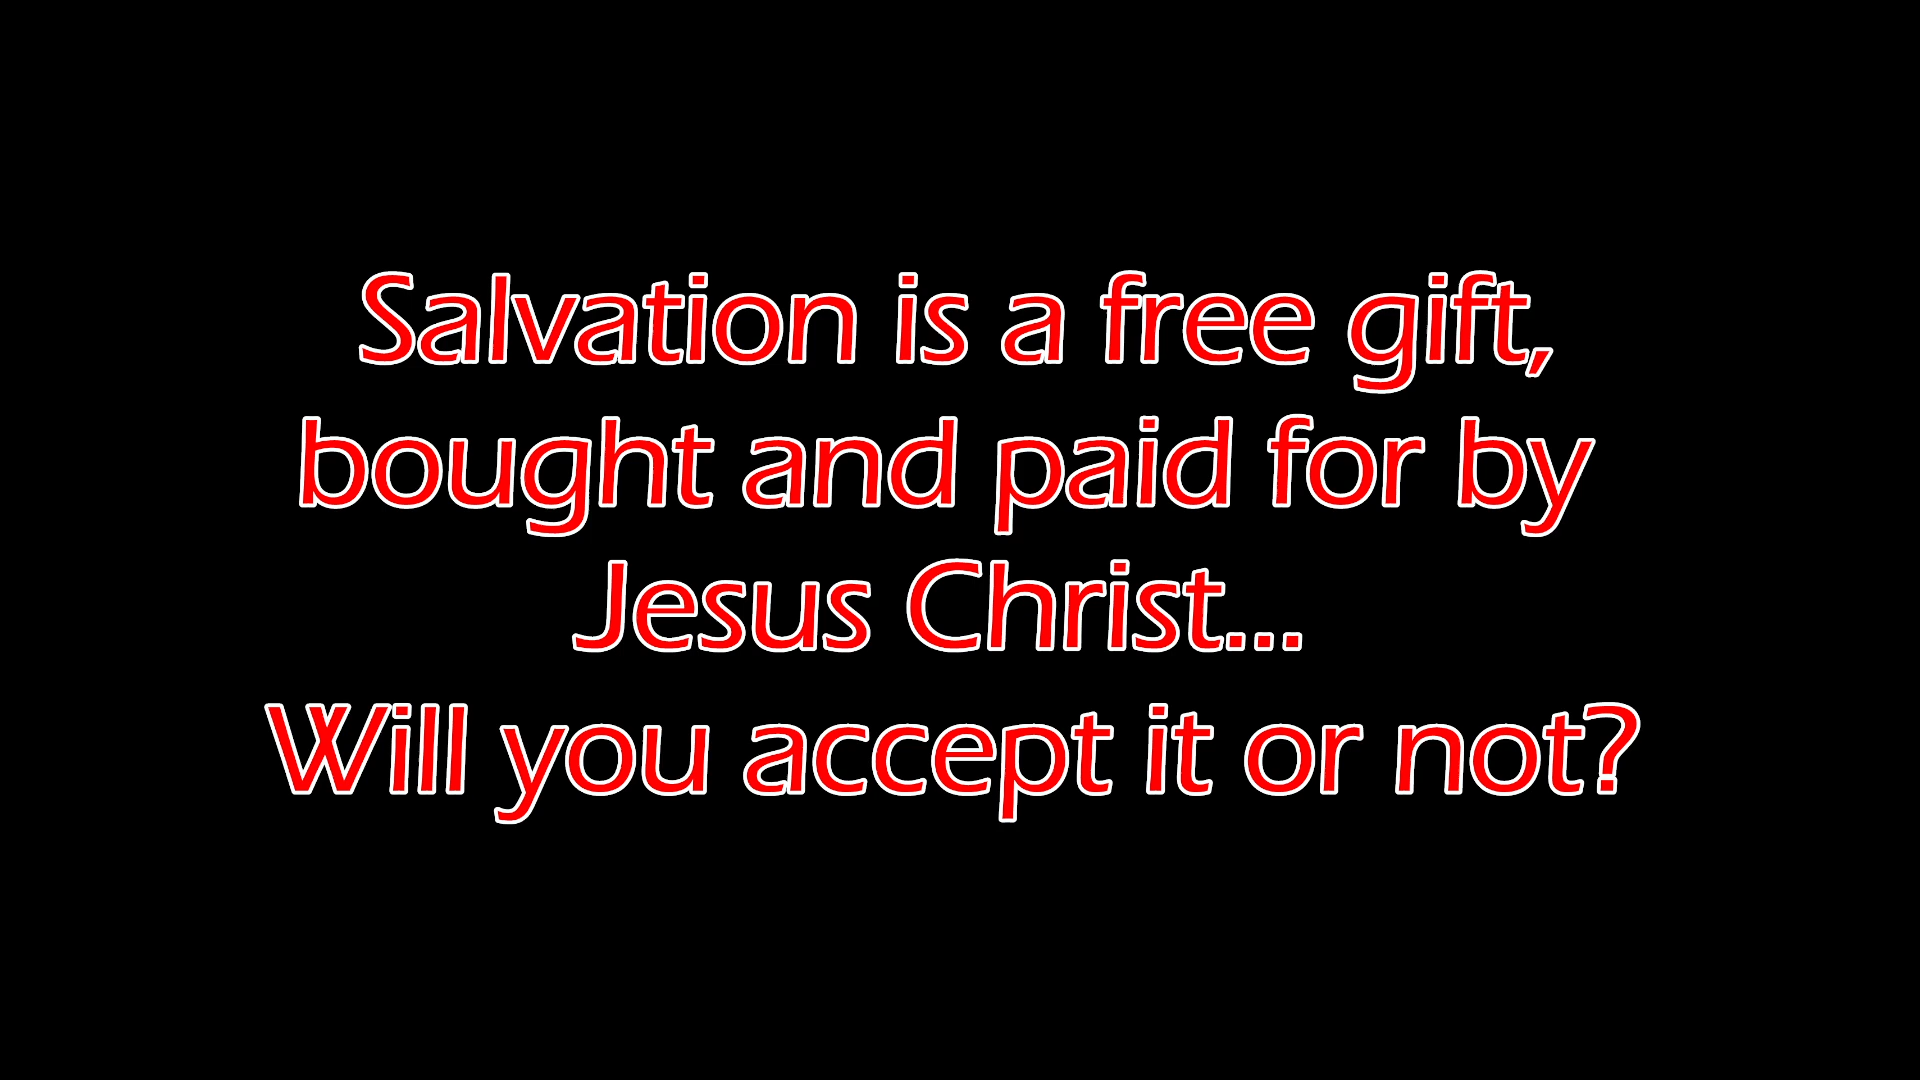 Salvation is a free gift,
bought and paid for by
Jesus Christ...
Will you accept it or not?